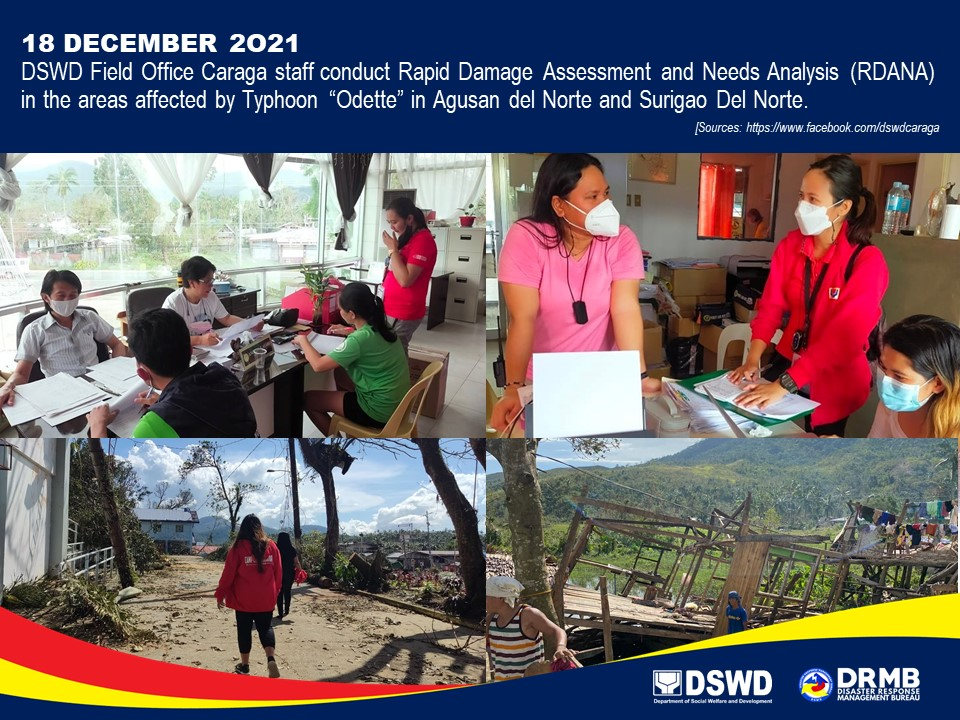 18 DECEMBER 2O21
DSWD Field Office Caraga staff conduct Rapid Damage Assessment and Needs Analysis (RDANA)
in the areas affected by Typhoon “Odette” in Agusan del Norte and Surigao Del Norte.
[Sources: https://www.facebook.com/dswdcaraga
DSWD
Department of Social Welfare and Development
DRMB
DISASTER RESPONSE
MANAGEMENT BUREAU